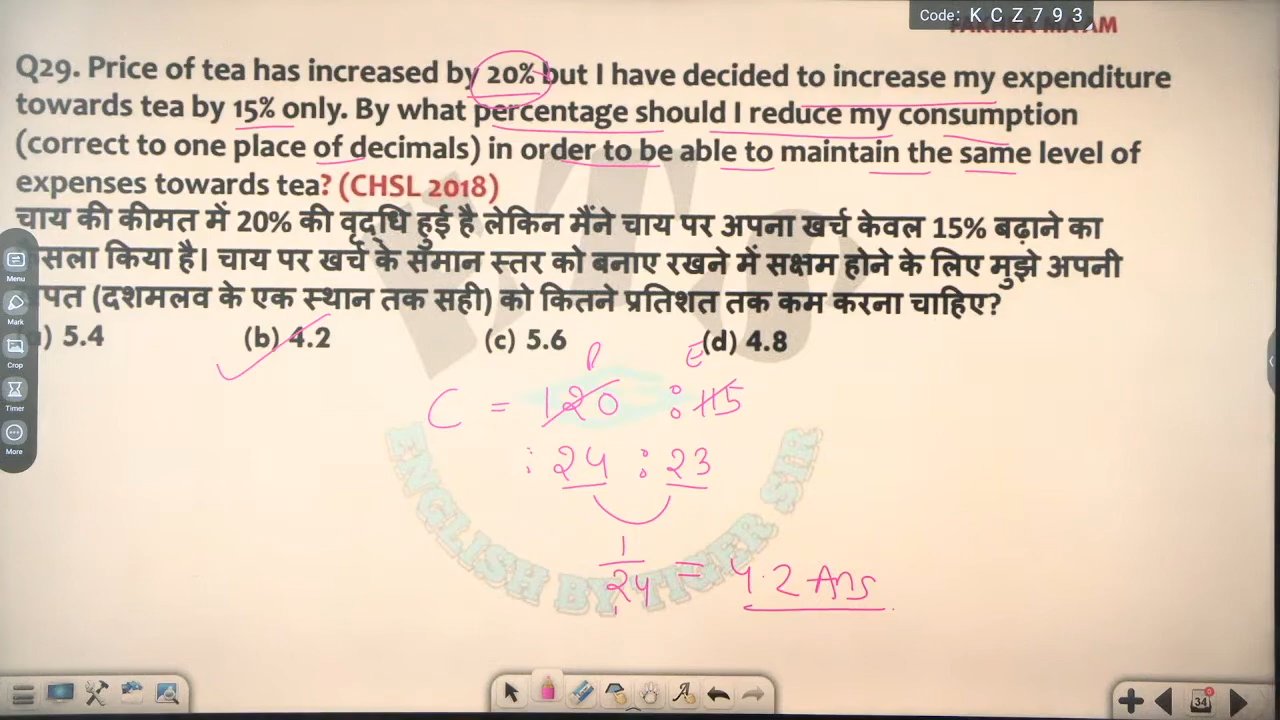 Code: K C Z 7 9 3
Q29. Price of tea has increased by 20% but I have decided to increase my expenditure
towards tea by 15% only. By what percentage should I reduce my consumption
(correct to one place of decimals) in order to be able to maintain the same level of
expenses towards tea? (CHSL 2018)
चाय की कीमत में 20% की वृद्धि हुई है लेकिन मैंने चाय पर अपना खर्च केवल 15% बढ़ाने का
सला किया है। चाय पर खर्च के समान स्तर को बनाए रखने में सक्षम होने के लिए मुझे अपनी
पत (दशमलव के एक स्थान तक सही) को कितने प्रतिशत तक कम करना चाहिए?
) 5.4 (b) 4.2 (c) 5.6 (d) 4.8
Menu
Mark
Crop
Timer
More
P E
C = 120 : 115
: 24 : 23
1/24 = 4.2 Ans
ENGLISH BY TIGER SIR
34